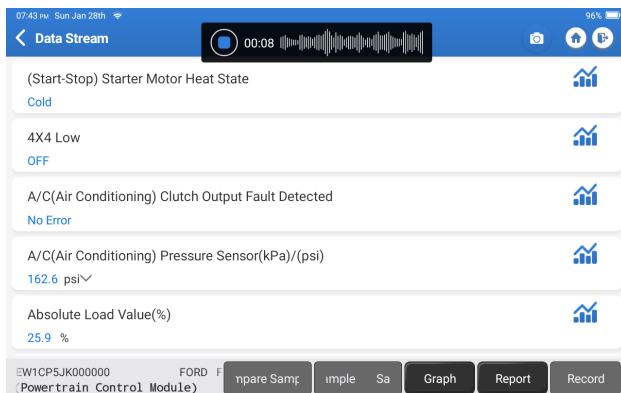 07:43 PM Sun Jan 28th
96%
Data Stream
00:08
(Start-Stop) Starter Motor Heat State
Cold
4X4 Low
OFF
A/C(Air Conditioning) Clutch Output Fault Detected
No Error
A/C(Air Conditioning) Pressure Sensor(kPa)/(psi)
162.6 psi
Absolute Load Value(%)
25.9 %
EW1CP5JK000000 FORD F
(Powertrain Control Module)
mpare Samp
mple Sa
Graph
Report
Record